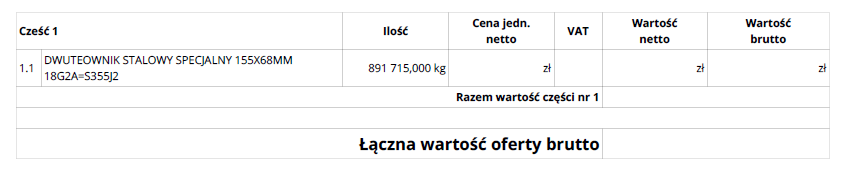 Cześć 1 Ilość Cena jedn. netto VAT Wartość netto Wartość brutto
1.1 DWUTEOWNIK STALOWY SPECJALNY 155X68MM 18G2A=S355J2 891 715,000 kg zł zł zł
Razem wartość części nr 1
Łączna wartość oferty brutto